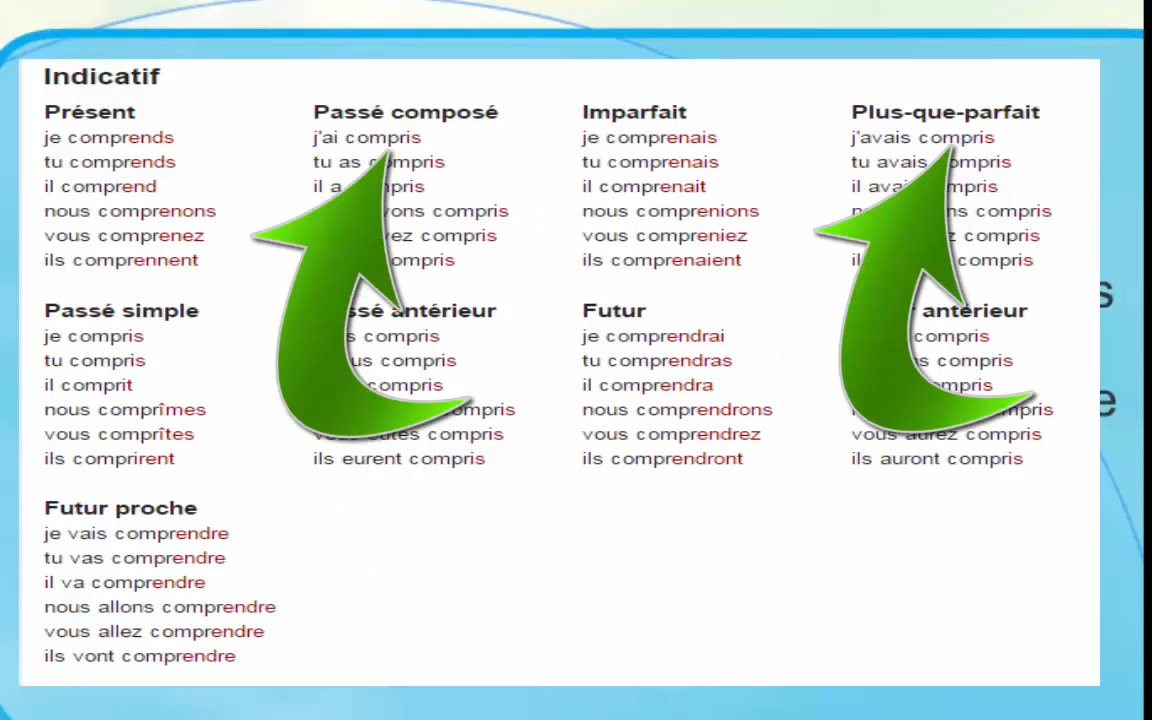 Indicatif
Présent
je comprends
tu comprends
il comprend
nous comprenons
vous comprenez
ils comprennent
Passé composé
j'ai compris
tu as compris
il a
compris
compris
Imparfait
je comprenais
tu comprenais
il comprenait
nous comprenions
vous compreniez
ils comprenaient
Plus-que-parfait
j'avais compris
tu avais
compris
compris
compris
Passé simple
je compris
tu compris
il comprit
nous comprîmes
vous comprîtes
ils comprirent
antérieur
compris
compris
compris
compris
ils eurent compris
Futur
je comprendrai
tu comprendras
il comprendra
nous comprendrons
vous comprendrez
ils comprendront
antérieur
compris
compris
vous aurez compris
ils auront compris
Futur proche
je vais comprendre
tu vas comprendre
il va comprendre
nous allons comprendre
vous allez comprendre
ils vont comprendre